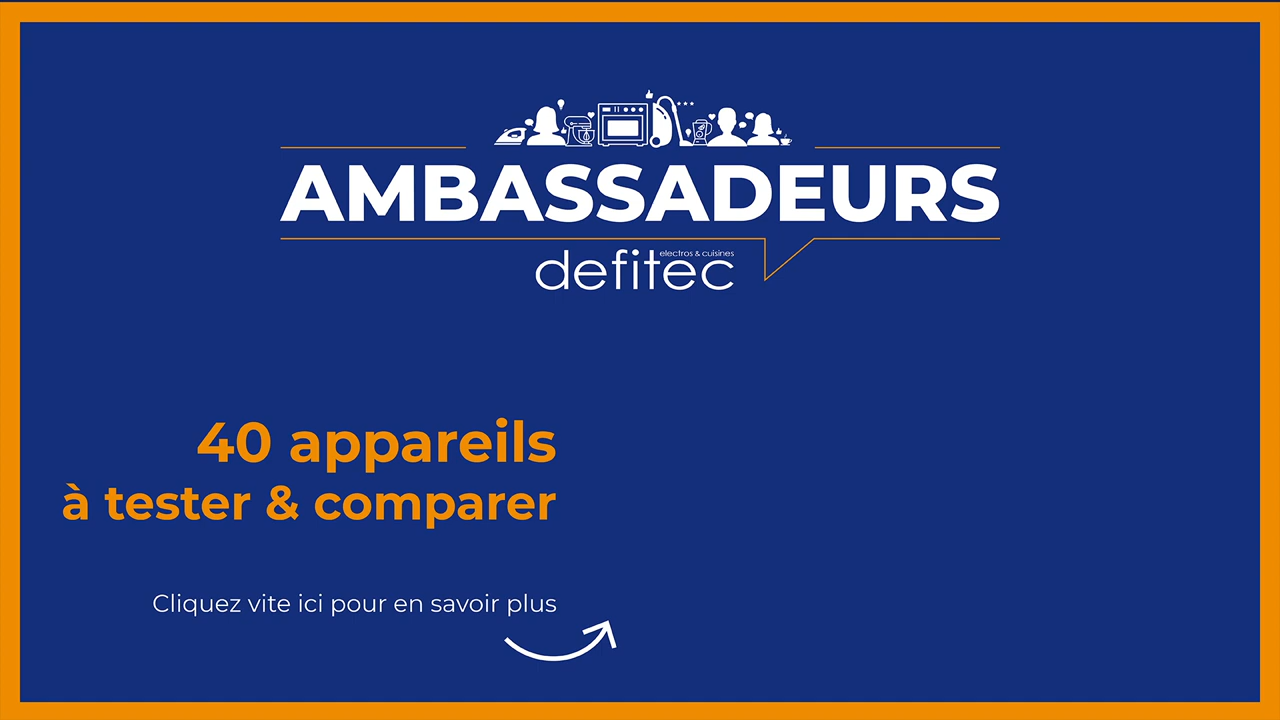 AMBASSADEURS
electros & cuisines
defitec
40 appareils
à tester & comparer
Cliquez vite ici pour en savoir plus